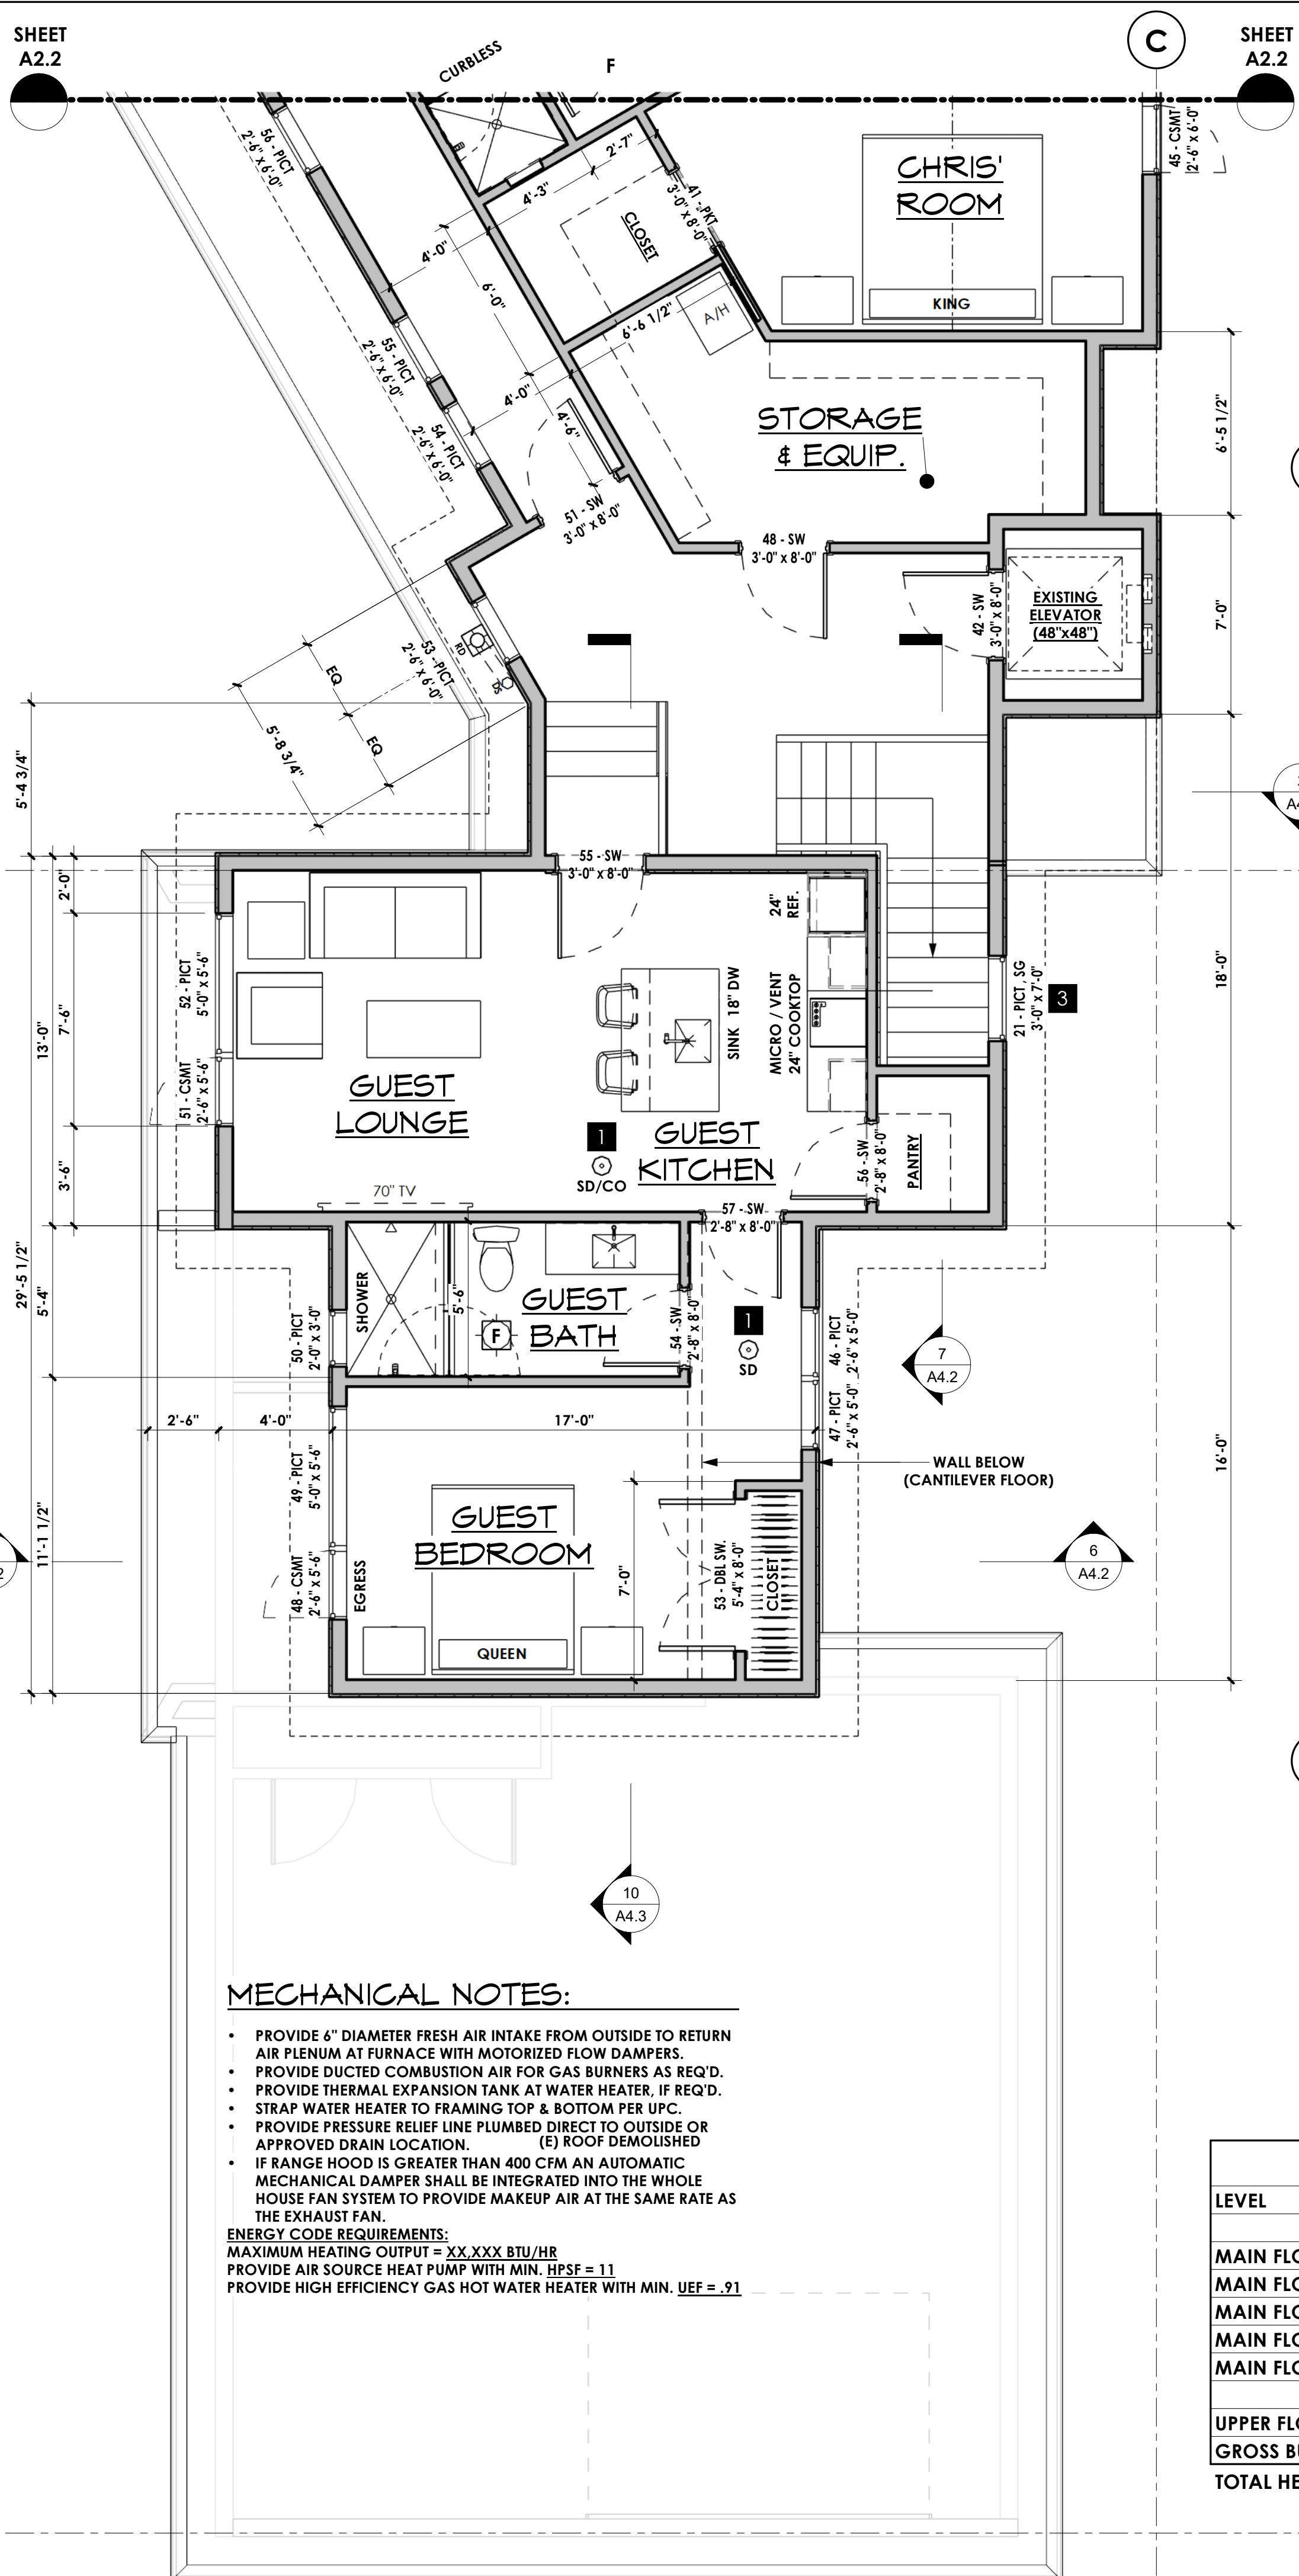 SHEET
A2.2
CURBLESS
F
C
SHEET
A2.2
56 - PICT
2'-6" x 6'-0"
2'-7"
4'-3"
41 - PKT
3'-0" x 8'-0"
CLOSET
CHRIS'
ROOM
KING
45 - CSMT
2'-6" x 6'-0"
4'-0"
6'-0"
6'-6 1/2"
A/H
55 - PICT
2'-6" x 6'-0"
4'-0"
4'-6"
54 - PICT
2'-6" x 6'-0"
STORAGE
& EQUIP.
6'-5 1/2"
51 - SW
3'-0" x 8'-0"
48 - SW
3'-0" x 8'-0"
42 - SW
3'-0" x 8'-0"
EXISTING
ELEVATOR
(48"x48")
7'-0"
RD
53 - PICT
2'-6" x 6'-0"
DS
EQ
EQ
5'-8 3/4"
5'-4 3/4"
55 - SW
3'-0" x 8'-0"
2'-0"
24"
REF.
52 - PICT
5'-0" x 5'-6"
7'-6"
13'-0"
SINK 18" DW
MICRO / VENT
24" COOKTOP
21 - PICT, SG
3'-0" x 7'-0"
3
18'-0"
51 - CSMT
2'-6" x 5'-6"
GUEST
LOUNGE
1
SD/CO
GUEST
KITCHEN
56 - SW
2'-8" x 8'-0"
PANTRY
3'-6"
70" TV
57 - SW
2'-8" x 8'-0"
29'-5 1/2"
5'-4"
SHOWER
5'-6"
GUEST
BATH
F
50 - PICT
2'-0" x 3'-0"
54 - SW
2'-8" x 8'-0"
1
SD
46 - PICT
2'-6" x 5'-0"
47 - PICT
2'-6" x 5'-0"
7
A4.2
2'-6"
4'-0"
17'-0"
WALL BELOW
(CANTILEVER FLOOR)
16'-0"
49 - PICT
5'-0" x 5'-6"
11'-1 1/2"
GUEST
BEDROOM
48 - CSMT
2'-6" x 5'-6"
EGRESS
7'-0"
53 - DBL SW.
5'-4" x 8'-0"
CLOSET
6
A4.2
QUEEN
10
A4.3
MECHANICAL NOTES:
• PROVIDE 6" DIAMETER FRESH AIR INTAKE FROM OUTSIDE TO RETURN
AIR PLENUM AT FURNACE WITH MOTORIZED FLOW DAMPERS.
• PROVIDE DUCTED COMBUSTION AIR FOR GAS BURNERS AS REQ'D.
• PROVIDE THERMAL EXPANSION TANK AT WATER HEATER, IF REQ'D.
• STRAP WATER HEATER TO FRAMING TOP & BOTTOM PER UPC.
• PROVIDE PRESSURE RELIEF LINE PLUMBED DIRECT TO OUTSIDE OR
APPROVED DRAIN LOCATION.
(E) ROOF DEMOLISHED
• IF RANGE HOOD IS GREATER THAN 400 CFM AN AUTOMATIC
MECHANICAL DAMPER SHALL BE INTEGRATED INTO THE WHOLE
HOUSE FAN SYSTEM TO PROVIDE MAKEUP AIR AT THE SAME RATE AS
THE EXHAUST FAN.
ENERGY CODE REQUIREMENTS:
MAXIMUM HEATING OUTPUT = XX,XXX BTU/HR
PROVIDE AIR SOURCE HEAT PUMP WITH MIN. HPSF = 11
PROVIDE HIGH EFFICIENCY GAS HOT WATER HEATER WITH MIN. UEF = .91
LEVEL
MAIN FLO
MAIN FLO
MAIN FLO
MAIN FLO
MAIN FLO
UPPER FLO
GROSS BU
TOTAL HE